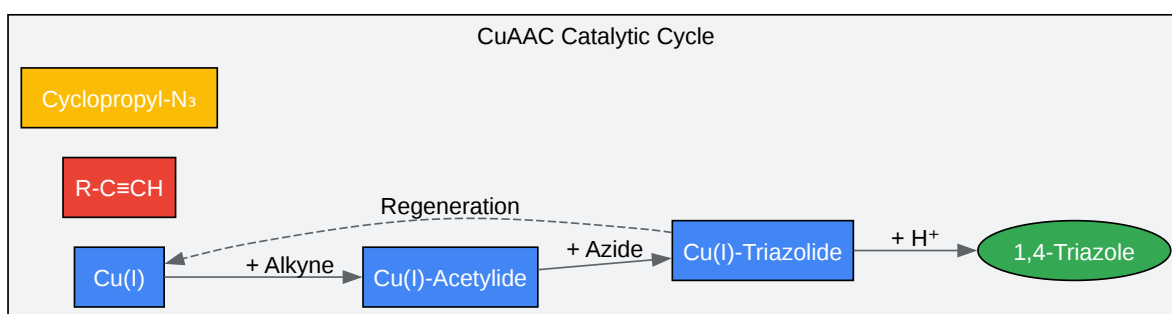 CuAAC Catalytic Cycle
Cyclopropyl-N₃
R-C≡CH
Regeneration
Cu(I)
+ Alkyne
Cu(I)-Acetylide
+ Azide
Cu(I)-Triazolide
+ H⁺
1,4-Triazole